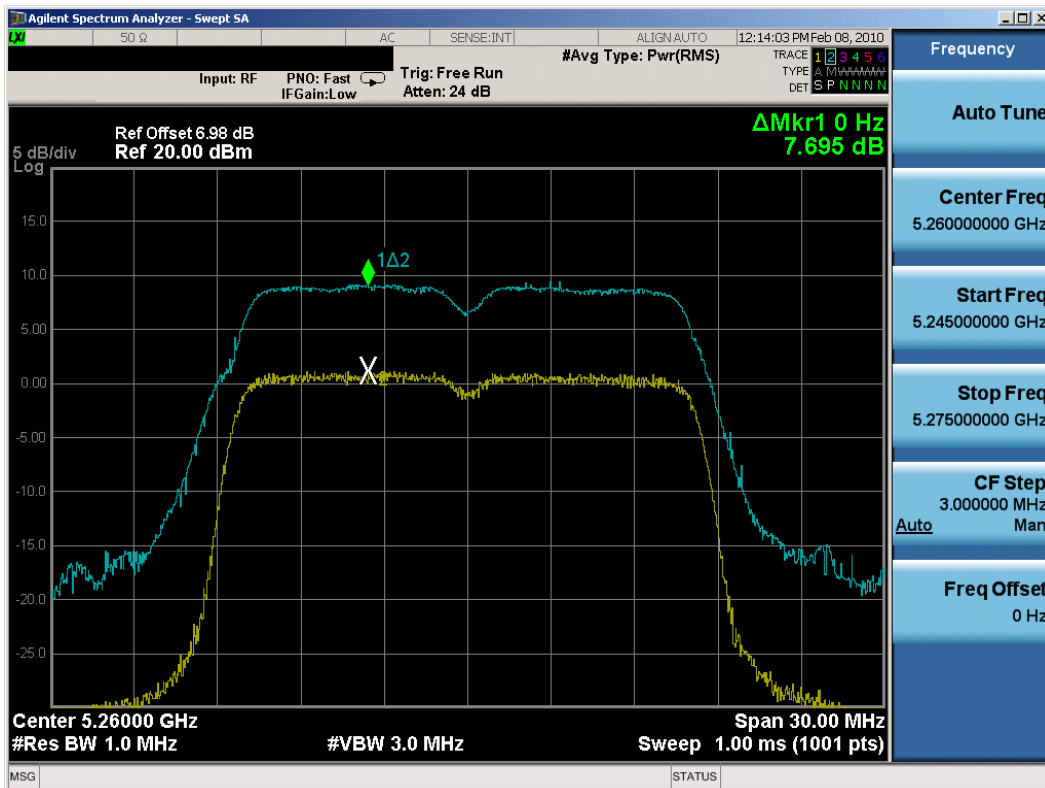 Agilent Spectrum Analyzer - Swept SA
LXI 50 Ω AC SENSE:INT ALIGN AUTO 12:14:03 PM Feb 08, 2010
Input: RF PNO: Fast IFGain:Low Trig: Free Run Atten: 24 dB #Avg Type: Pwr(RMS)
TRACE 1 2 3 4 5 6
TYPE A M W W W W
DET S P N N N N
ΔMkr1 0 Hz
7.695 dB
Ref Offset 6.98 dB
5 dB/div Ref 20.00 dBm
Log
15.0
10.0
5.00
0.00
-5.00
-10.0
-15.0
-20.0
-25.0
1Δ2
X
2
Center 5.26000 GHz Span 30.00 MHz
#Res BW 1.0 MHz #VBW 3.0 MHz Sweep 1.00 ms (1001 pts)
MSG STATUS
Frequency
Auto Tune
Center Freq
5.260000000 GHz
Start Freq
5.245000000 GHz
Stop Freq
5.275000000 GHz
CF Step
3.000000 MHz
Auto Man
Freq Offset
0 Hz